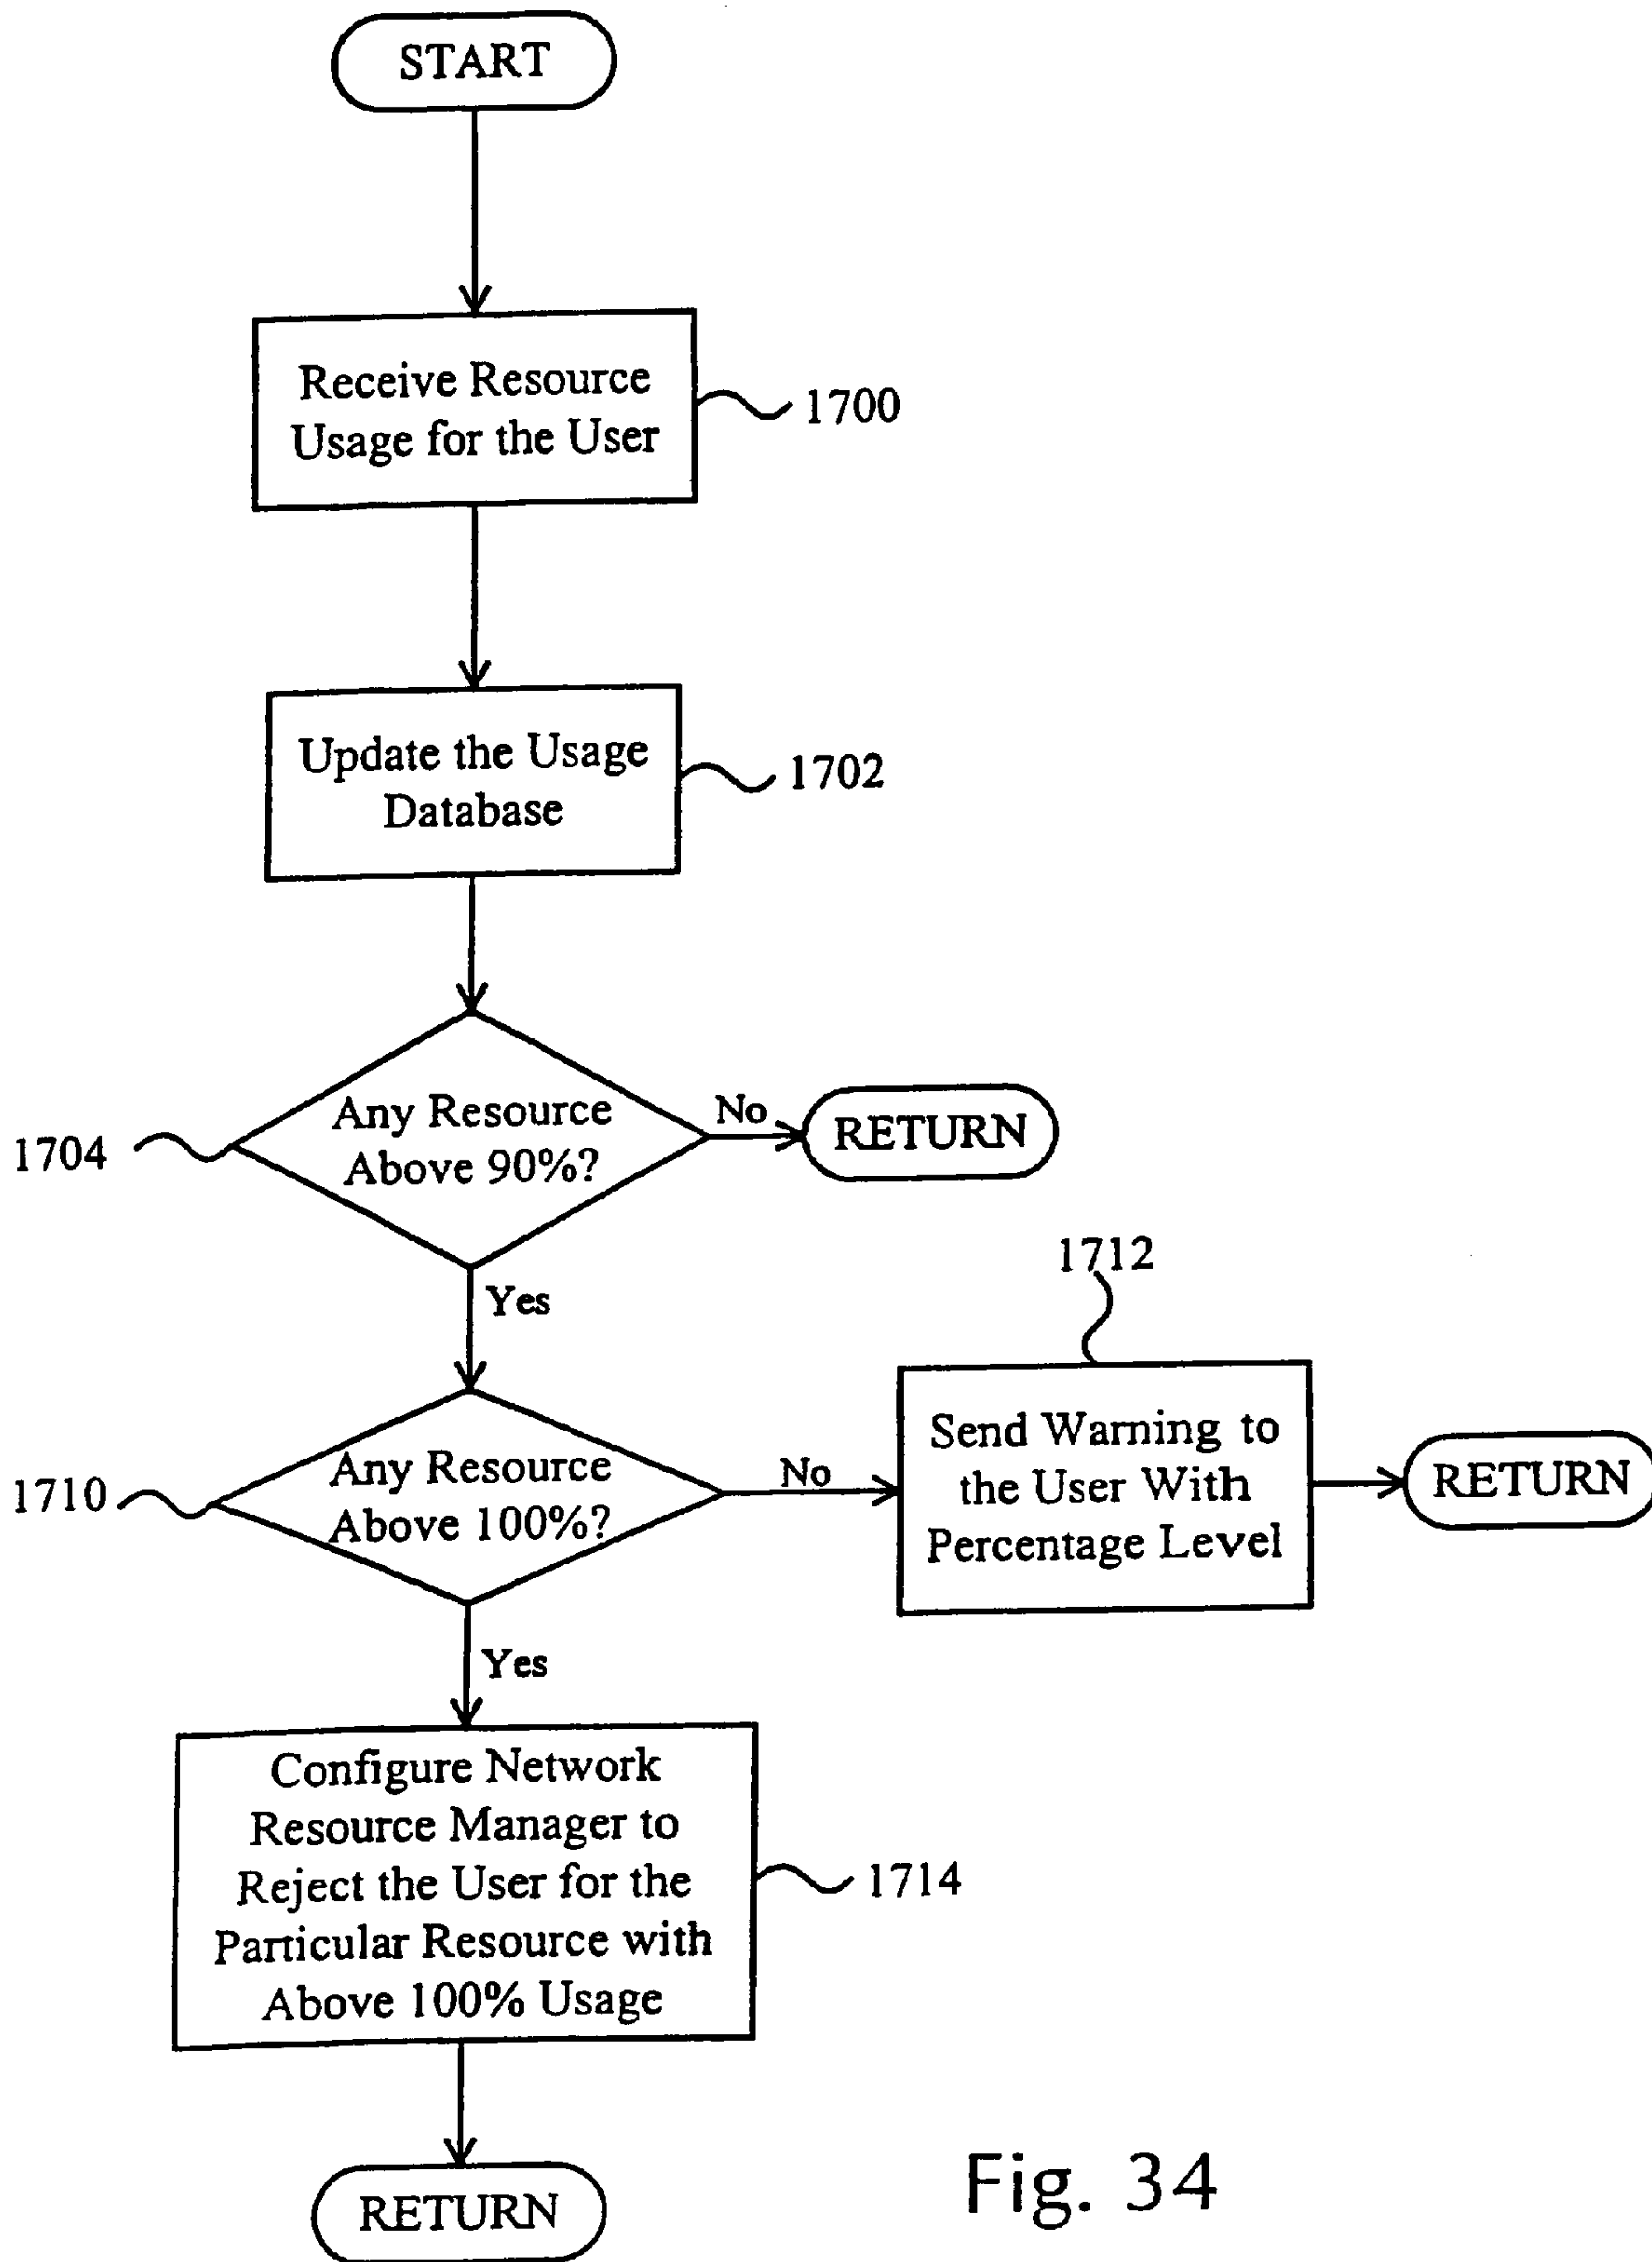 START
Receive Resource
Usage for the User
1700
Update the Usage
Database
1702
Any Resource
Above 90%?
1704
No
RETURN
Yes
1712
Any Resource
Above 100%?
1710
No
Send Warning to
the User With
Percentage Level
RETURN
Yes
Configure Network
Resource Manager to
Reject the User for the
Particular Resource with
Above 100% Usage
1714
RETURN
Fig. 34